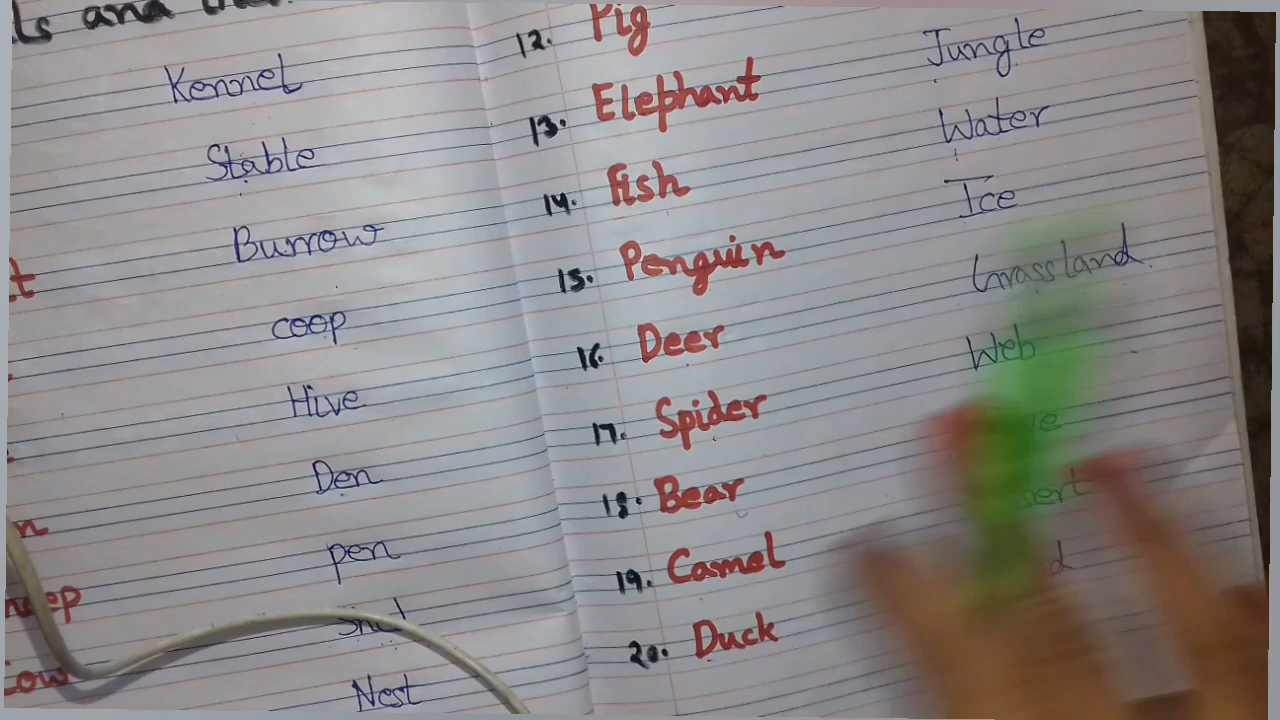 and
Kennel
Stable
Burrow
coop
Hive
Den
pen
Nest
12. Pig
13. Elephant Jungle
14. Fish Water
15. Penguin Ice
16. Deer Grassland
17. Spider Web
18. Bear
19. Camel
20. Duck